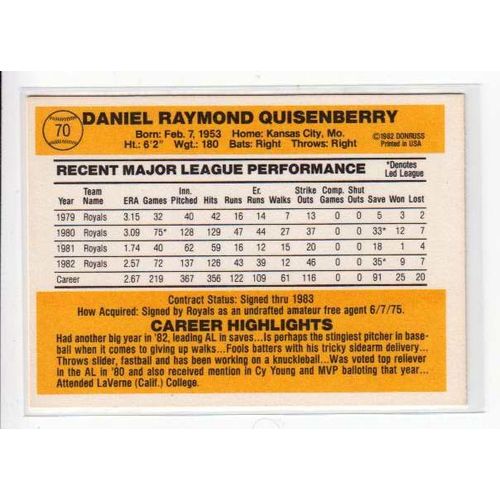 70
DANIEL RAYMOND QUISENBERRY
Born: Feb. 7, 1953 Home: Kansas City, Mo.
Ht.: 6'2" Wgt.: 180 Bats: Right Throws: Right
©1982 DONRUSS
Printed in USA
RECENT MAJOR LEAGUE PERFORMANCE
*Denotes
Led League
Year Team Name ERA Games Inn. Pitched Hits Runs Er. Runs Walks Strike Outs Comp. Games Shut Outs Save Won Lost
1979 Royals 3.15 32 40 42 16 14 7 13 0 0 5 3 2
1980 Royals 3.09 75* 128 129 47 44 27 37 0 0 33* 12 7
1981 Royals 1.74 40 62 59 16 12 15 20 0 0 18 1 4
1982 Royals 2.57 72 137 126 43 39 12 46 0 0 35* 9 7
Career 2.67 219 367 356 122 109 61 116 0 0 91 25 20
Contract Status: Signed thru 1983
How Acquired: Signed by Royals as an undrafted amateur free agent 6/7/75.
CAREER HIGHLIGHTS
Had another big year in '82, leading AL in saves...Is perhaps the stingiest pitcher in base-
ball when it comes to giving up walks...Fools batters with tricky sidearm breaking
stuff...Has always been working on a knuckleball...Was voted top reliever
in the AL in '80 and also received mention in Cy Young and MVP balloting that year...
Attended LaVerne (Calif.) College.